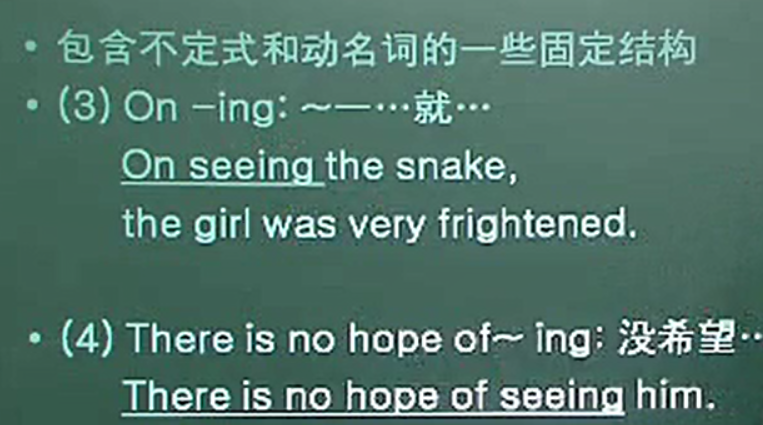 • 包含不定式和动名词的一些固定结构
• (3) On –ing: ～一…就…
On seeing the snake,
the girl was very frightened.
• (4) There is no hope of～ ing: 没希望…
There is no hope of seeing him.